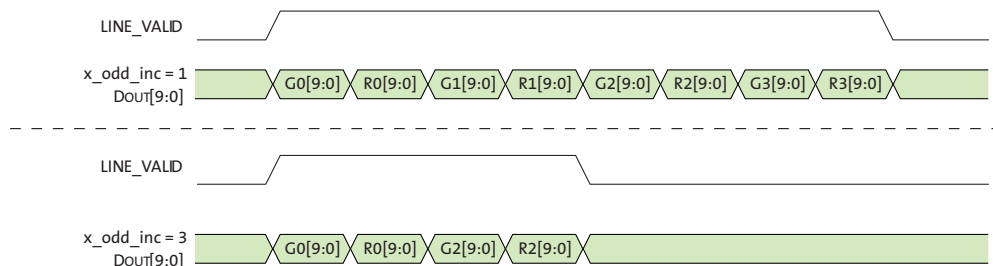 LINE_VALID
x_odd_inc = 1
DOUT[9:0]
G0[9:0] R0[9:0] G1[9:0] R1[9:0] G2[9:0] R2[9:0] G3[9:0] R3[9:0]
LINE_VALID
x_odd_inc = 3
DOUT[9:0]
G0[9:0] R0[9:0] G2[9:0] R2[9:0]